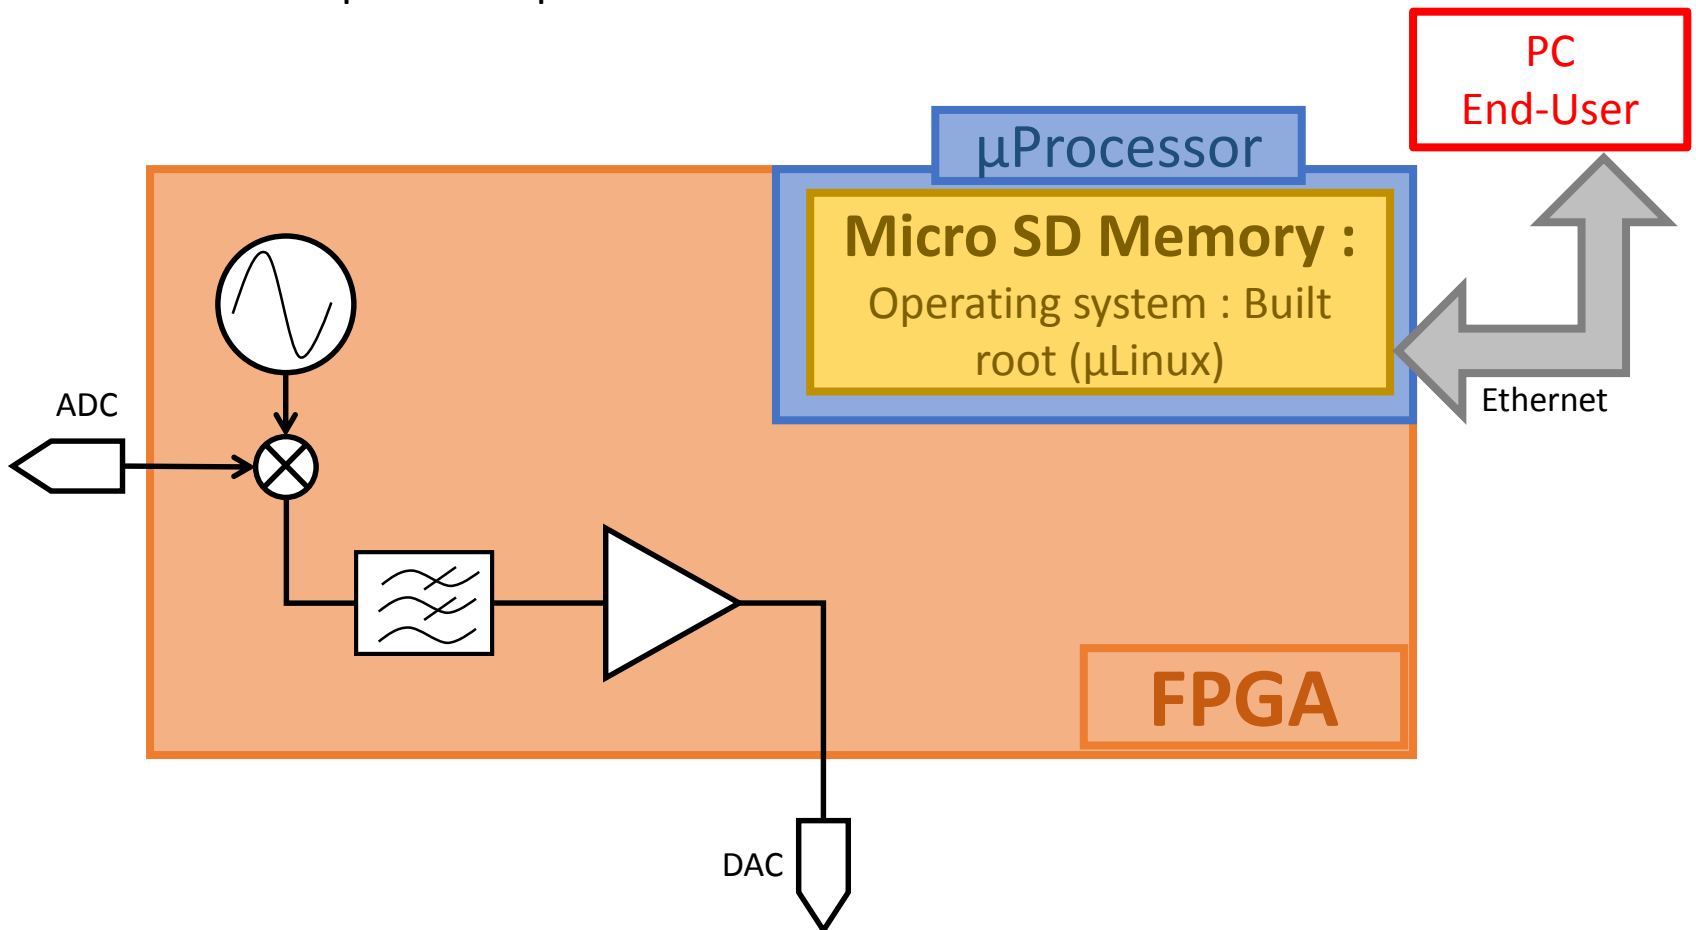 PC
End-User
µProcessor
Micro SD Memory :
Operating system : Built
root (µLinux)
Ethernet
ADC
FPGA
DAC